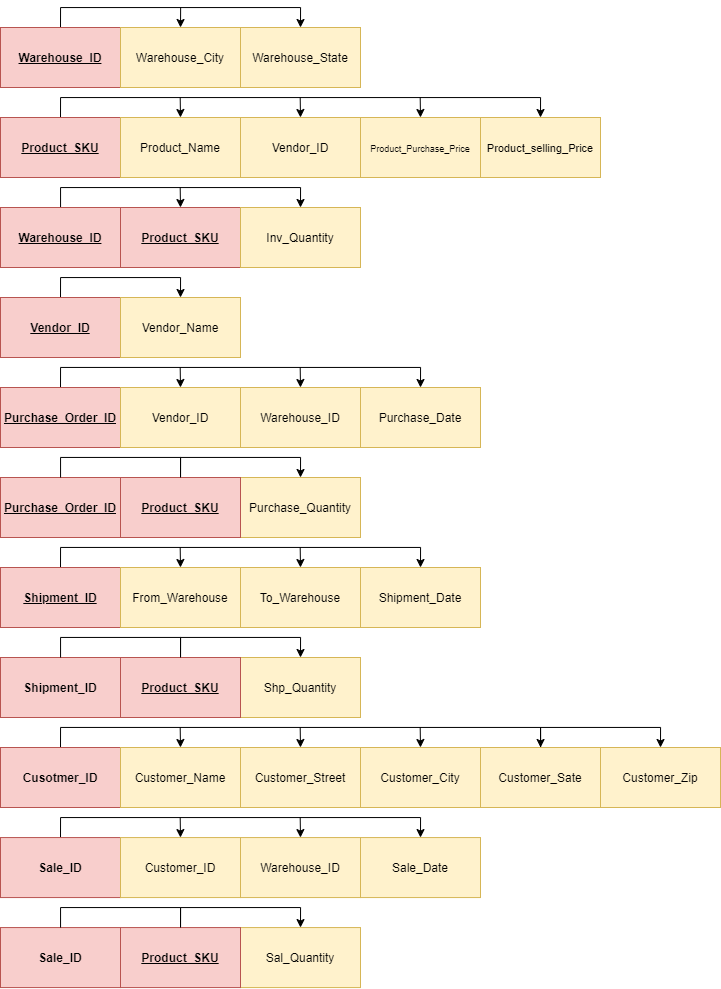 Warehouse_ID Warehouse_City Warehouse_State
Product_SKU Product_Name Vendor_ID Product_Purchase_Price Product_selling_Price
Warehouse_ID Product_SKU Inv_Quantity
Vendor_ID Vendor_Name
Purchase_Order_ID Vendor_ID Warehouse_ID Purchase_Date
Purchase_Order_ID Product_SKU Purchase_Quantity
Shipment_ID From_Warehouse To_Warehouse Shipment_Date
Shipment_ID Product_SKU Shp_Quantity
Cusotmer_ID Customer_Name Customer_Street Customer_City Customer_Sate Customer_Zip
Sale_ID Customer_ID Warehouse_ID Sale_Date
Sale_ID Product_SKU Sal_Quantity